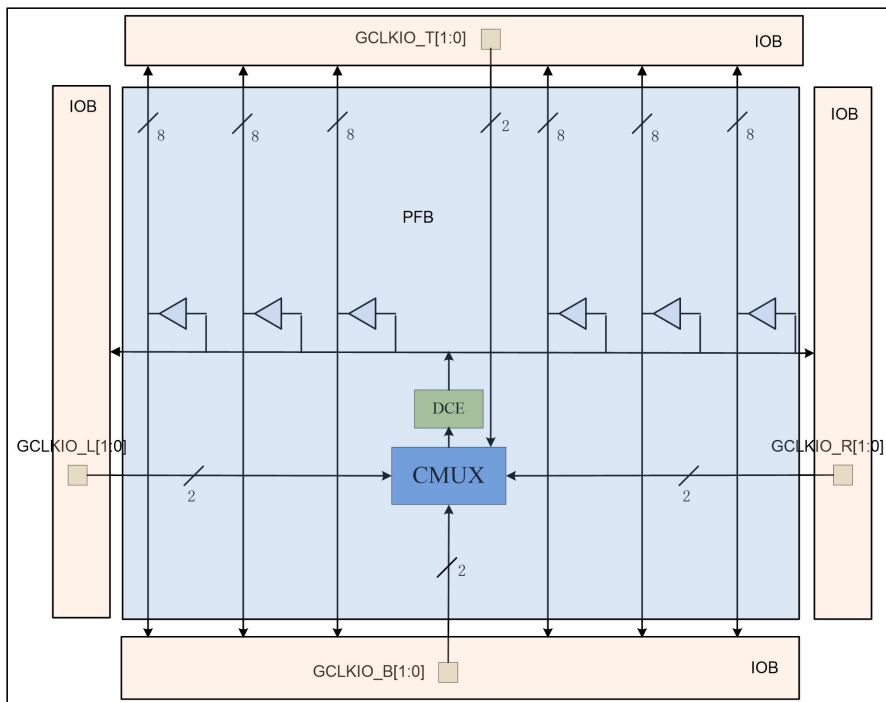 GCLKIO_T[1:0]
IOB
IOB
IOB
8
8
8
2
8
8
8
PFB
DCE
GCLKIO_L[1:0]
GCLKIO_R[1:0]
CMUX
2
2
2
GCLKIO_B[1:0]
IOB